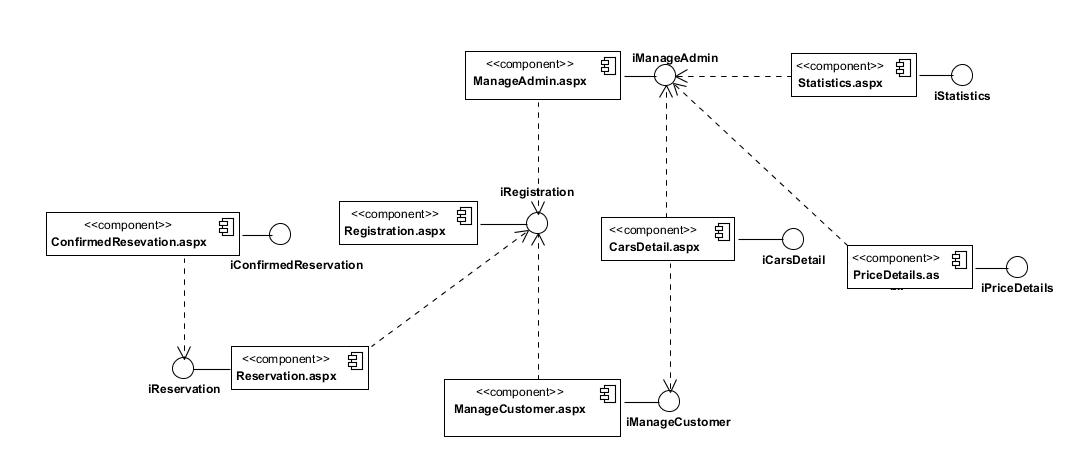 iManageAdmin
<<component>>
ManageAdmin.aspx
<<component>>
Statistics.aspx
iStatistics
iRegistration
<<component>>
Registration.aspx
<<component>>
ConfirmedResevation.aspx
iConfirmedReservation
<<component>>
CarsDetail.aspx
iCarsDetail
<<component>>
PriceDetails.as
iPriceDetails
<<component>>
Reservation.aspx
iReservation
<<component>>
ManageCustomer.aspx
iManageCustomer